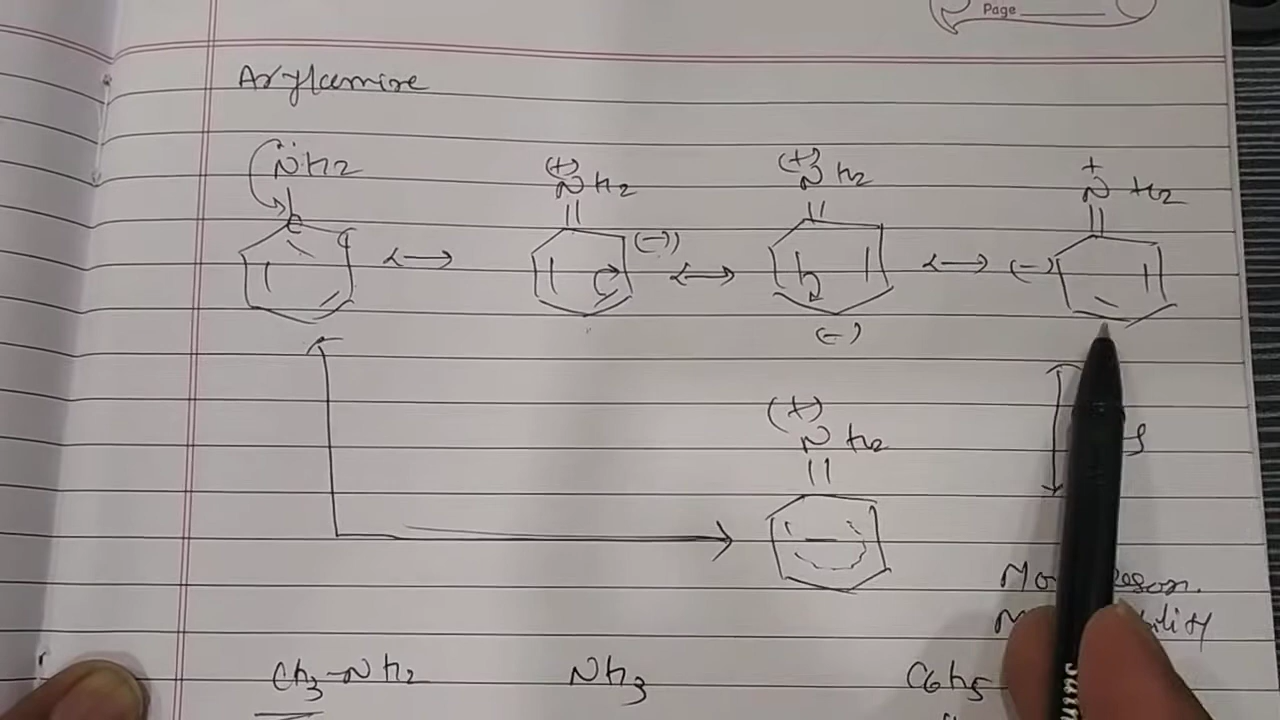 Page
Arylamine
NH2 (+) NH2 (+) NH2 + NH2
(-) (-)
(-)
(+)
NH2
CH3-NH2 NH3 C6H5